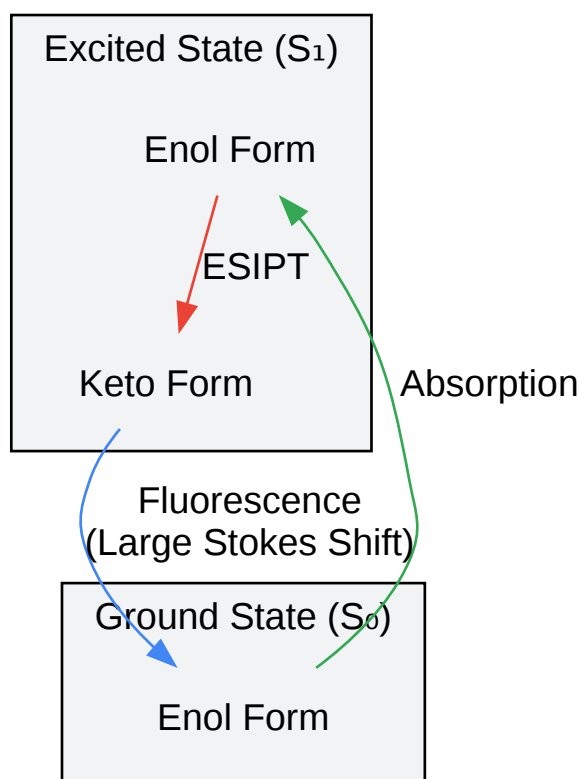 Excited State (S₁)
Enol Form
ESIPT
Keto Form
Absorption
Fluorescence
(Large Stokes Shift)
Ground State (S₀)
Enol Form